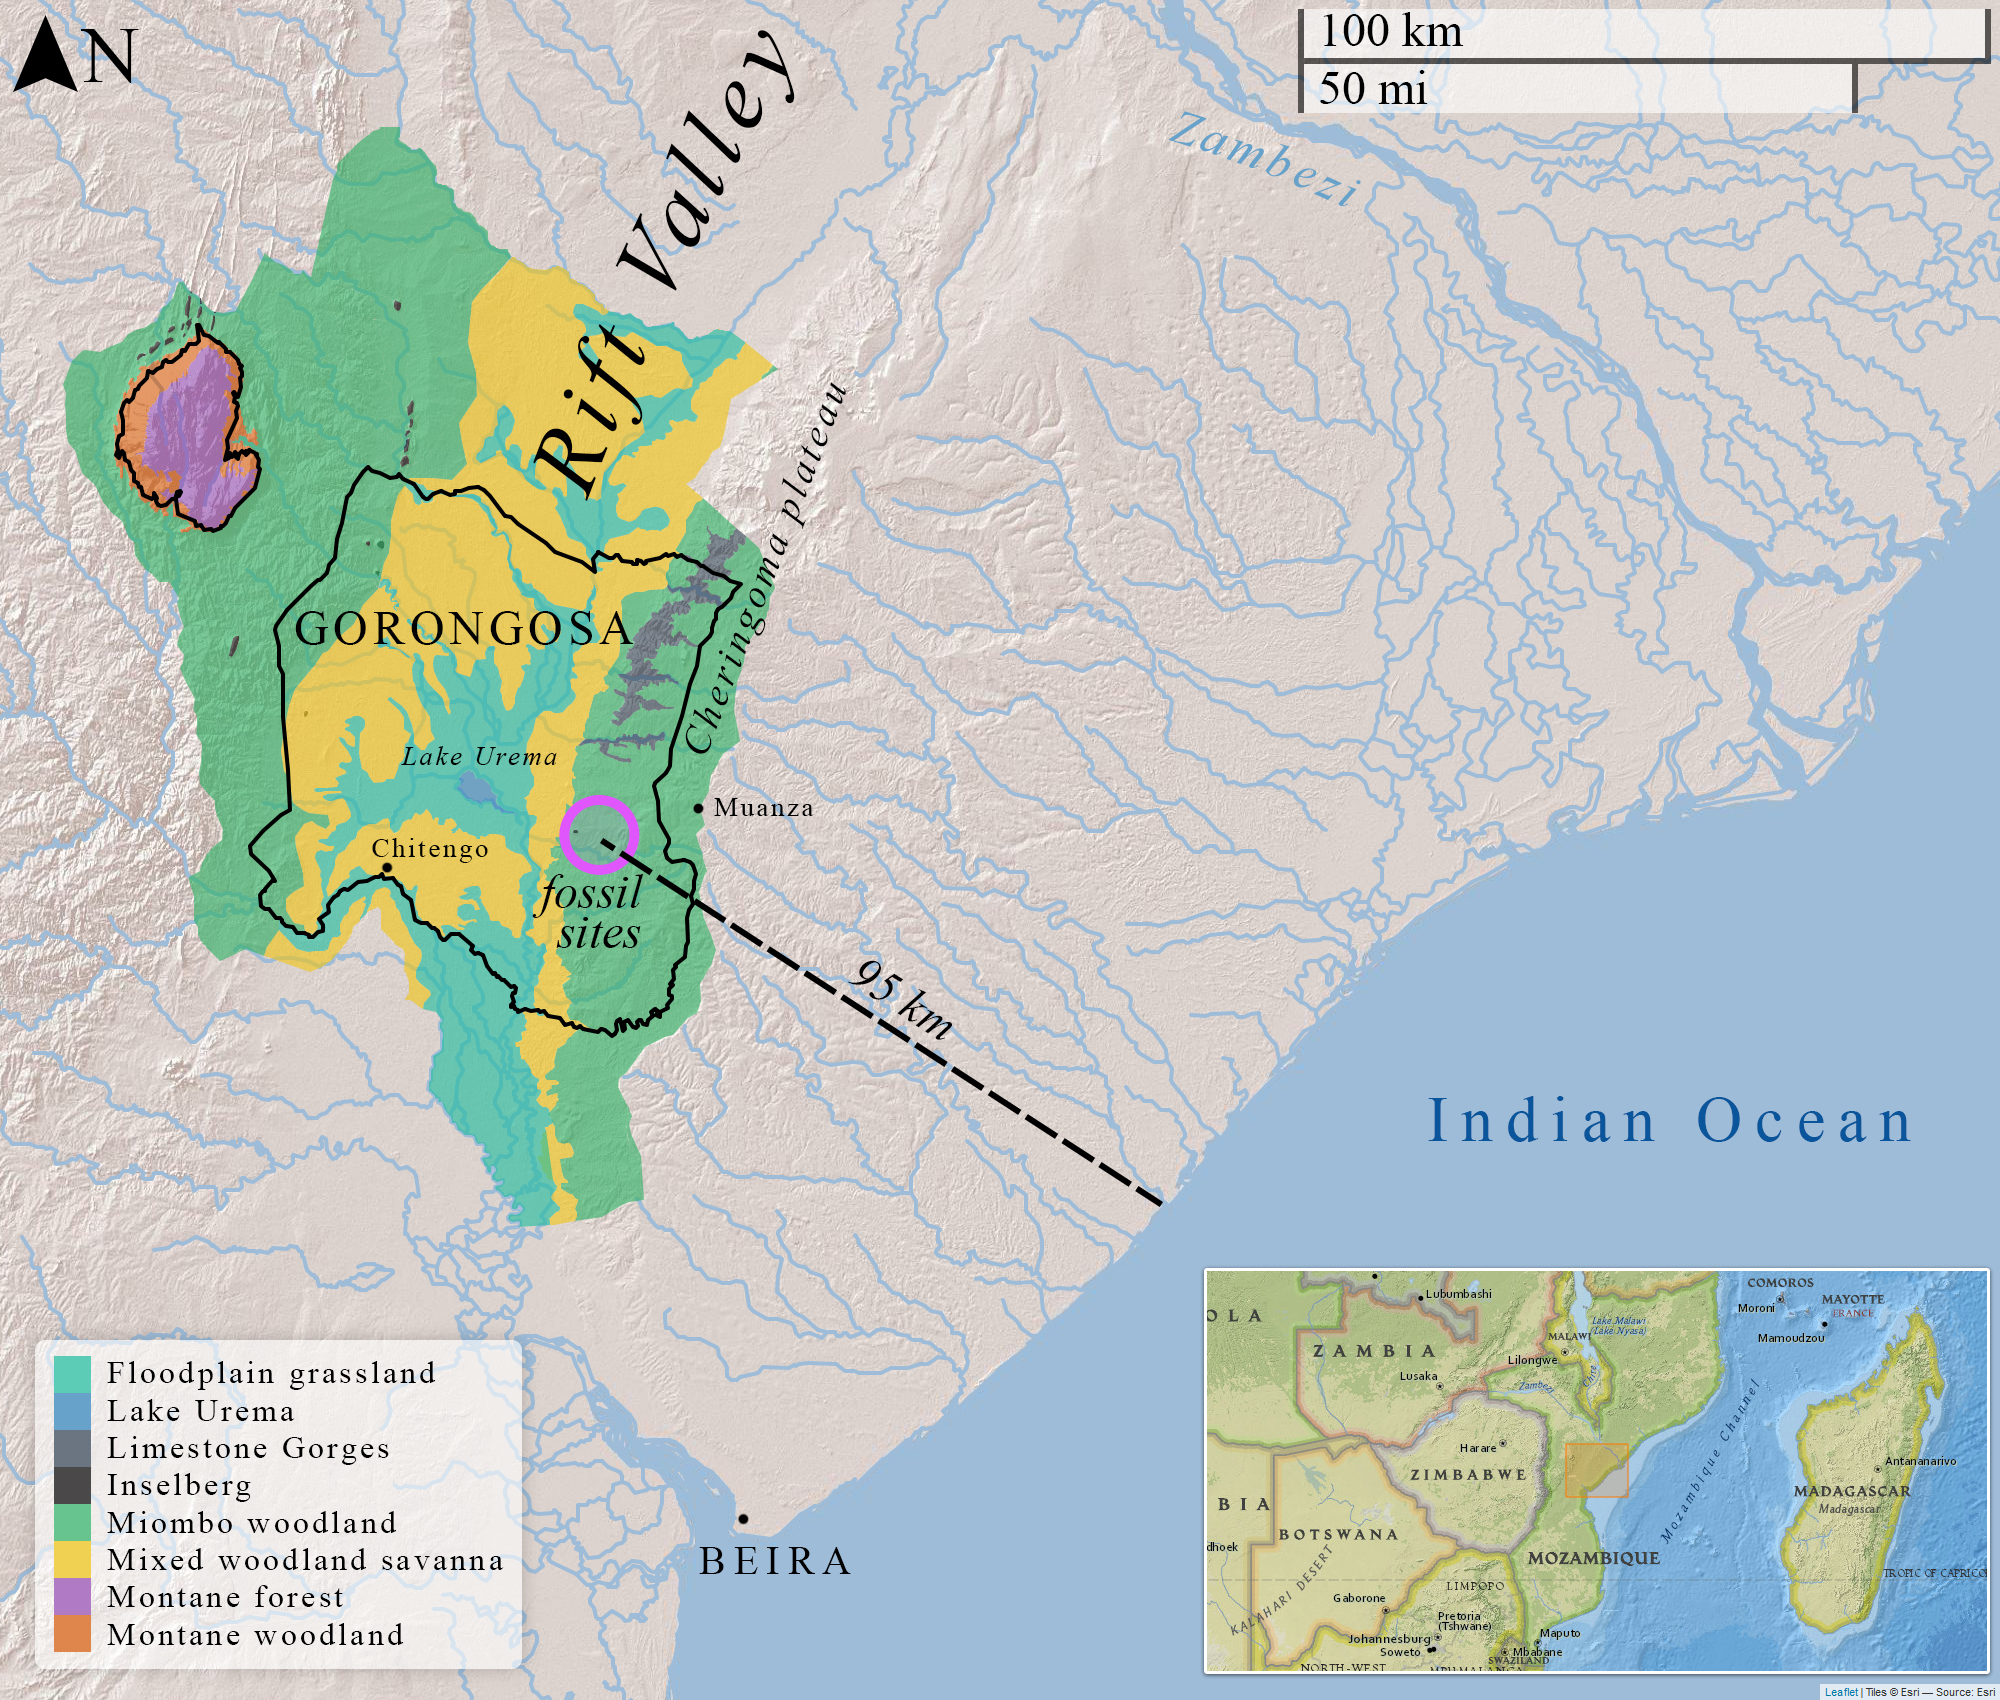 N
100 km
50 mi
Zambezi
Rift Valley
Cheringoma plateau
GORONGOSA
Lake Urema
Muanza
Chitengo
fossil
sites
95 km
Indian Ocean
BEIRA
Floodplain grassland
Lake Urema
Limestone Gorges
Inselberg
Miombo woodland
Mixed woodland savanna
Montane forest
Montane woodland
COMOROS
Moroni
MAYOTTE
FRANCE
Mamoudzou
Lubumbashi
OLA
ZAMBIA
Lusaka
MALAWI
Lake Malawi
(Lake Nyasa)
Lilongwe
Zambezi
Shire
Harare
ZIMBABWE
Mozambique Channel
Antananarivo
MADAGASCAR
Madagascar
BIA
BOTSWANA
dhoek
KALAHARI DESERT
MOZAMBIQUE
TROPIC OF CAPRICO
LIMPOPO
Gaborone
Pretoria
(Tshwane)
Johannesburg
Soweto
Maputo
Mbabane
SWAZILAND
NORTH-WEST
Leaflet | Tiles © Esri — Source: Esri